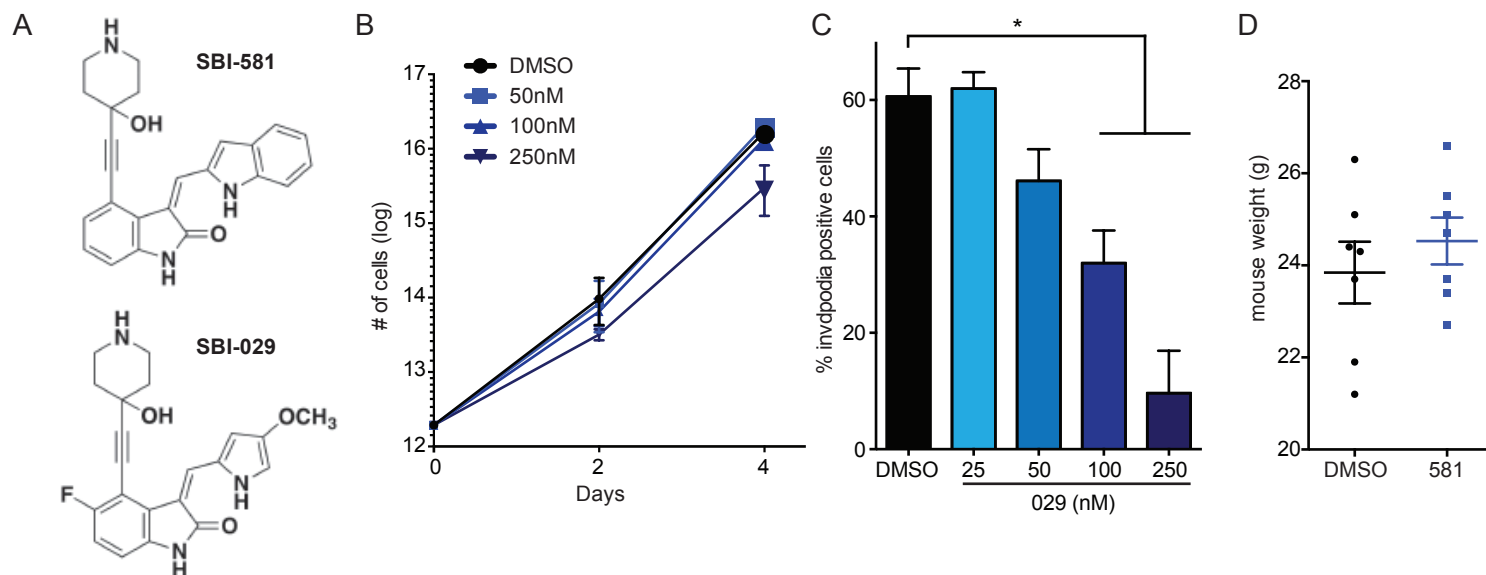 A
H
N
SBI-581
OH
N
H
O
N
H
H
N
SBI-029
OH
OCH3
F
N
H
O
N
H
B
DMSO
50nM
100nM
250nM
17
16
15
14
13
12
# of cells (log)
0 2 4
Days
C
*
60
40
20
0
% invdpodia positive cells
DMSO 25 50 100 250
029 (nM)
D
28
26
24
22
20
mouse weight (g)
DMSO 581